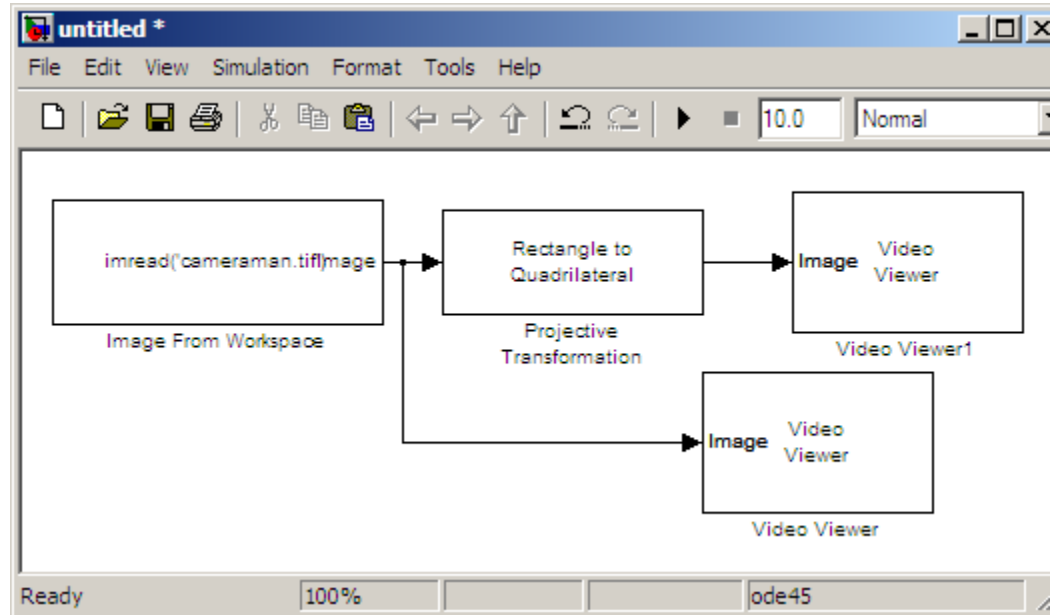 untitled *
File Edit View Simulation Format Tools Help
10.0 Normal
imread('cameraman.tif')mage
Image From Workspace
Rectangle to
Quadrilateral
Projective
Transformation
Image
Video
Viewer
Video Viewer1
Image
Video
Viewer
Video Viewer
Ready 100% ode45